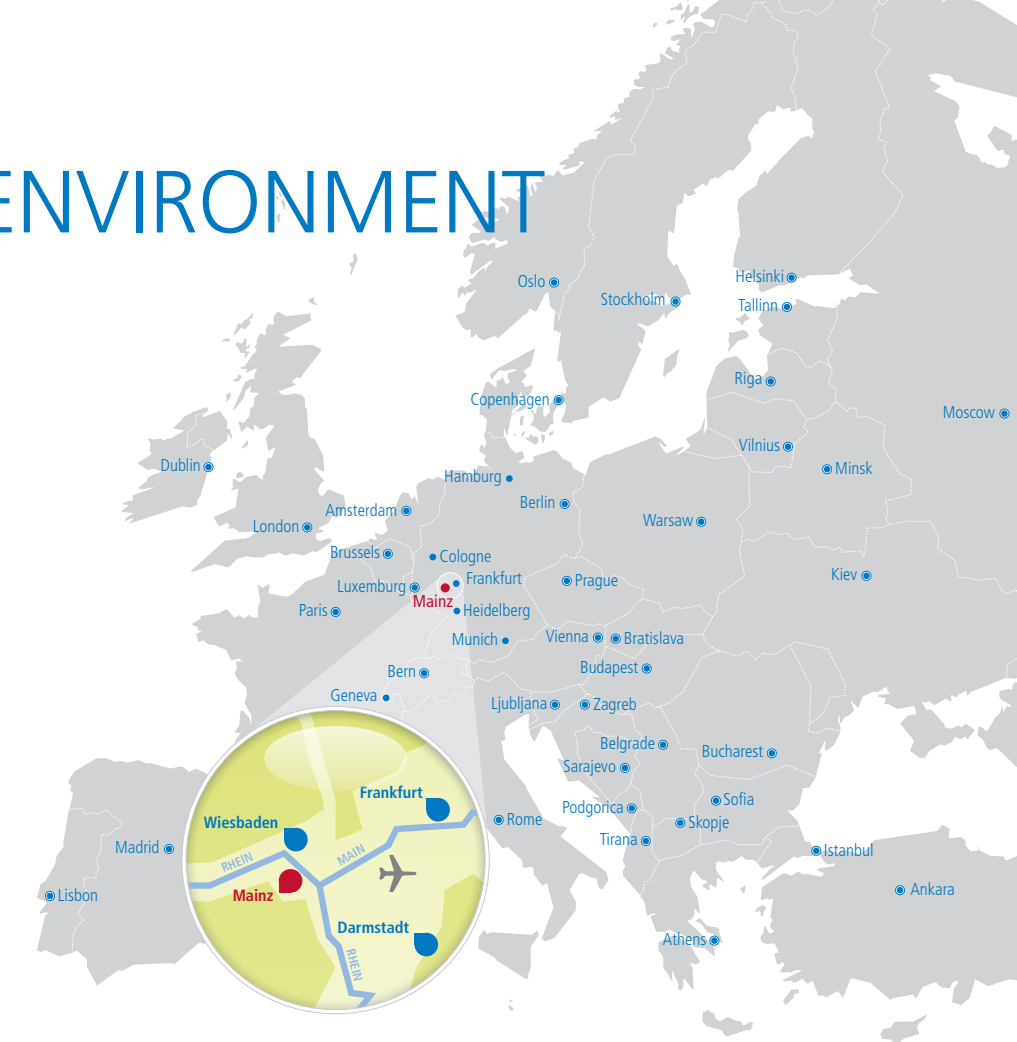 ENVIRONMENT
Oslo
Helsinki
Stockholm
Tallinn
Riga
Copenhagen
Moscow
Vilnius
Dublin
Minsk
Hamburg
Berlin
Amsterdam
Warsaw
London
Brussels
Cologne
Kiev
Frankfurt
Prague
Luxemburg
Mainz
Paris
Heidelberg
Munich
Vienna
Bratislava
Budapest
Bern
Geneva
Ljubljana
Zagreb
Belgrade
Bucharest
Sarajevo
Sofia
Podgorica
Skopje
Rome
Tirana
Istanbul
Madrid
Ankara
Lisbon
Athens
Frankfurt
Wiesbaden
RHEIN
MAIN
Mainz
Darmstadt
RHEIN